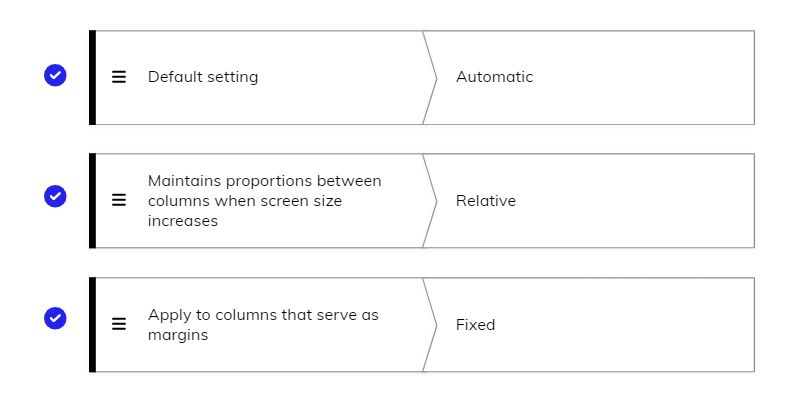 Default setting
Automatic
Maintains proportions between
columns when screen size
increases
Relative
Apply to columns that serve as
margins
Fixed